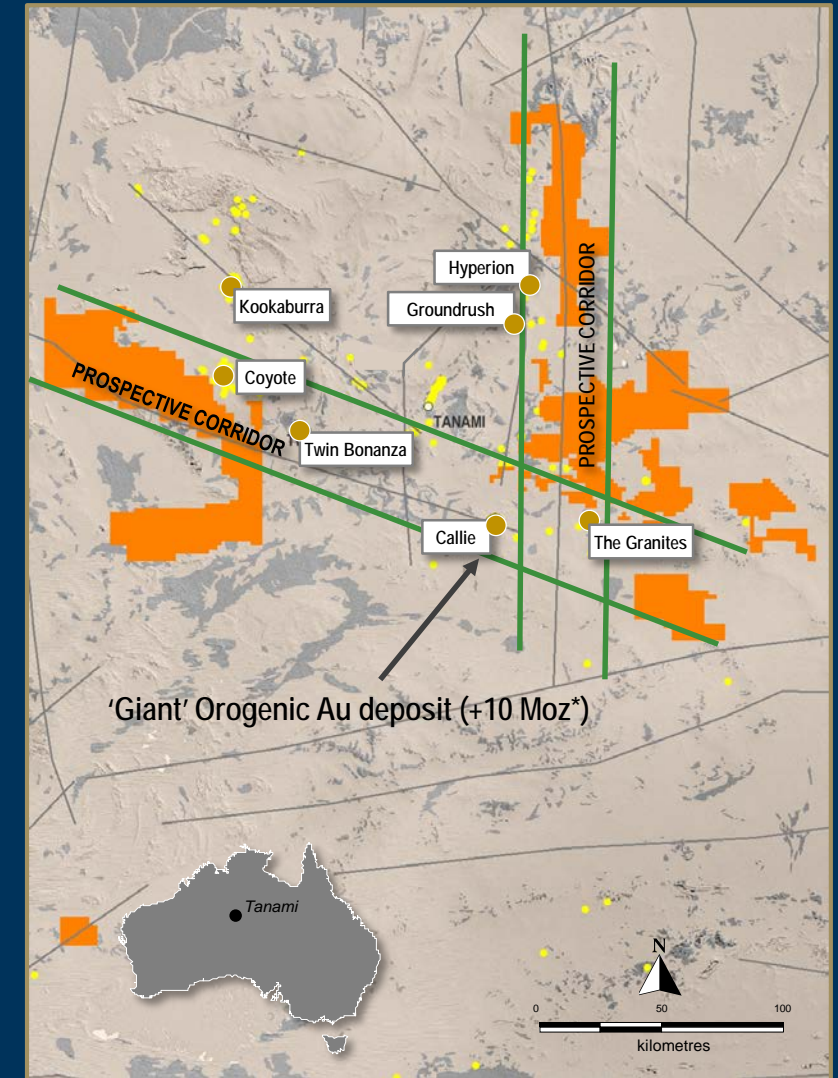 Hyperion
Kookaburra
Groundrush
PROSPECTIVE CORRIDOR
Coyote
PROSPECTIVE CORRIDOR
TANAMI
Twin Bonanza
Callie
The Granites
‘Giant’ Orogenic Au deposit (+10 Moz*)
Tanami
N
0 50 100
kilometres